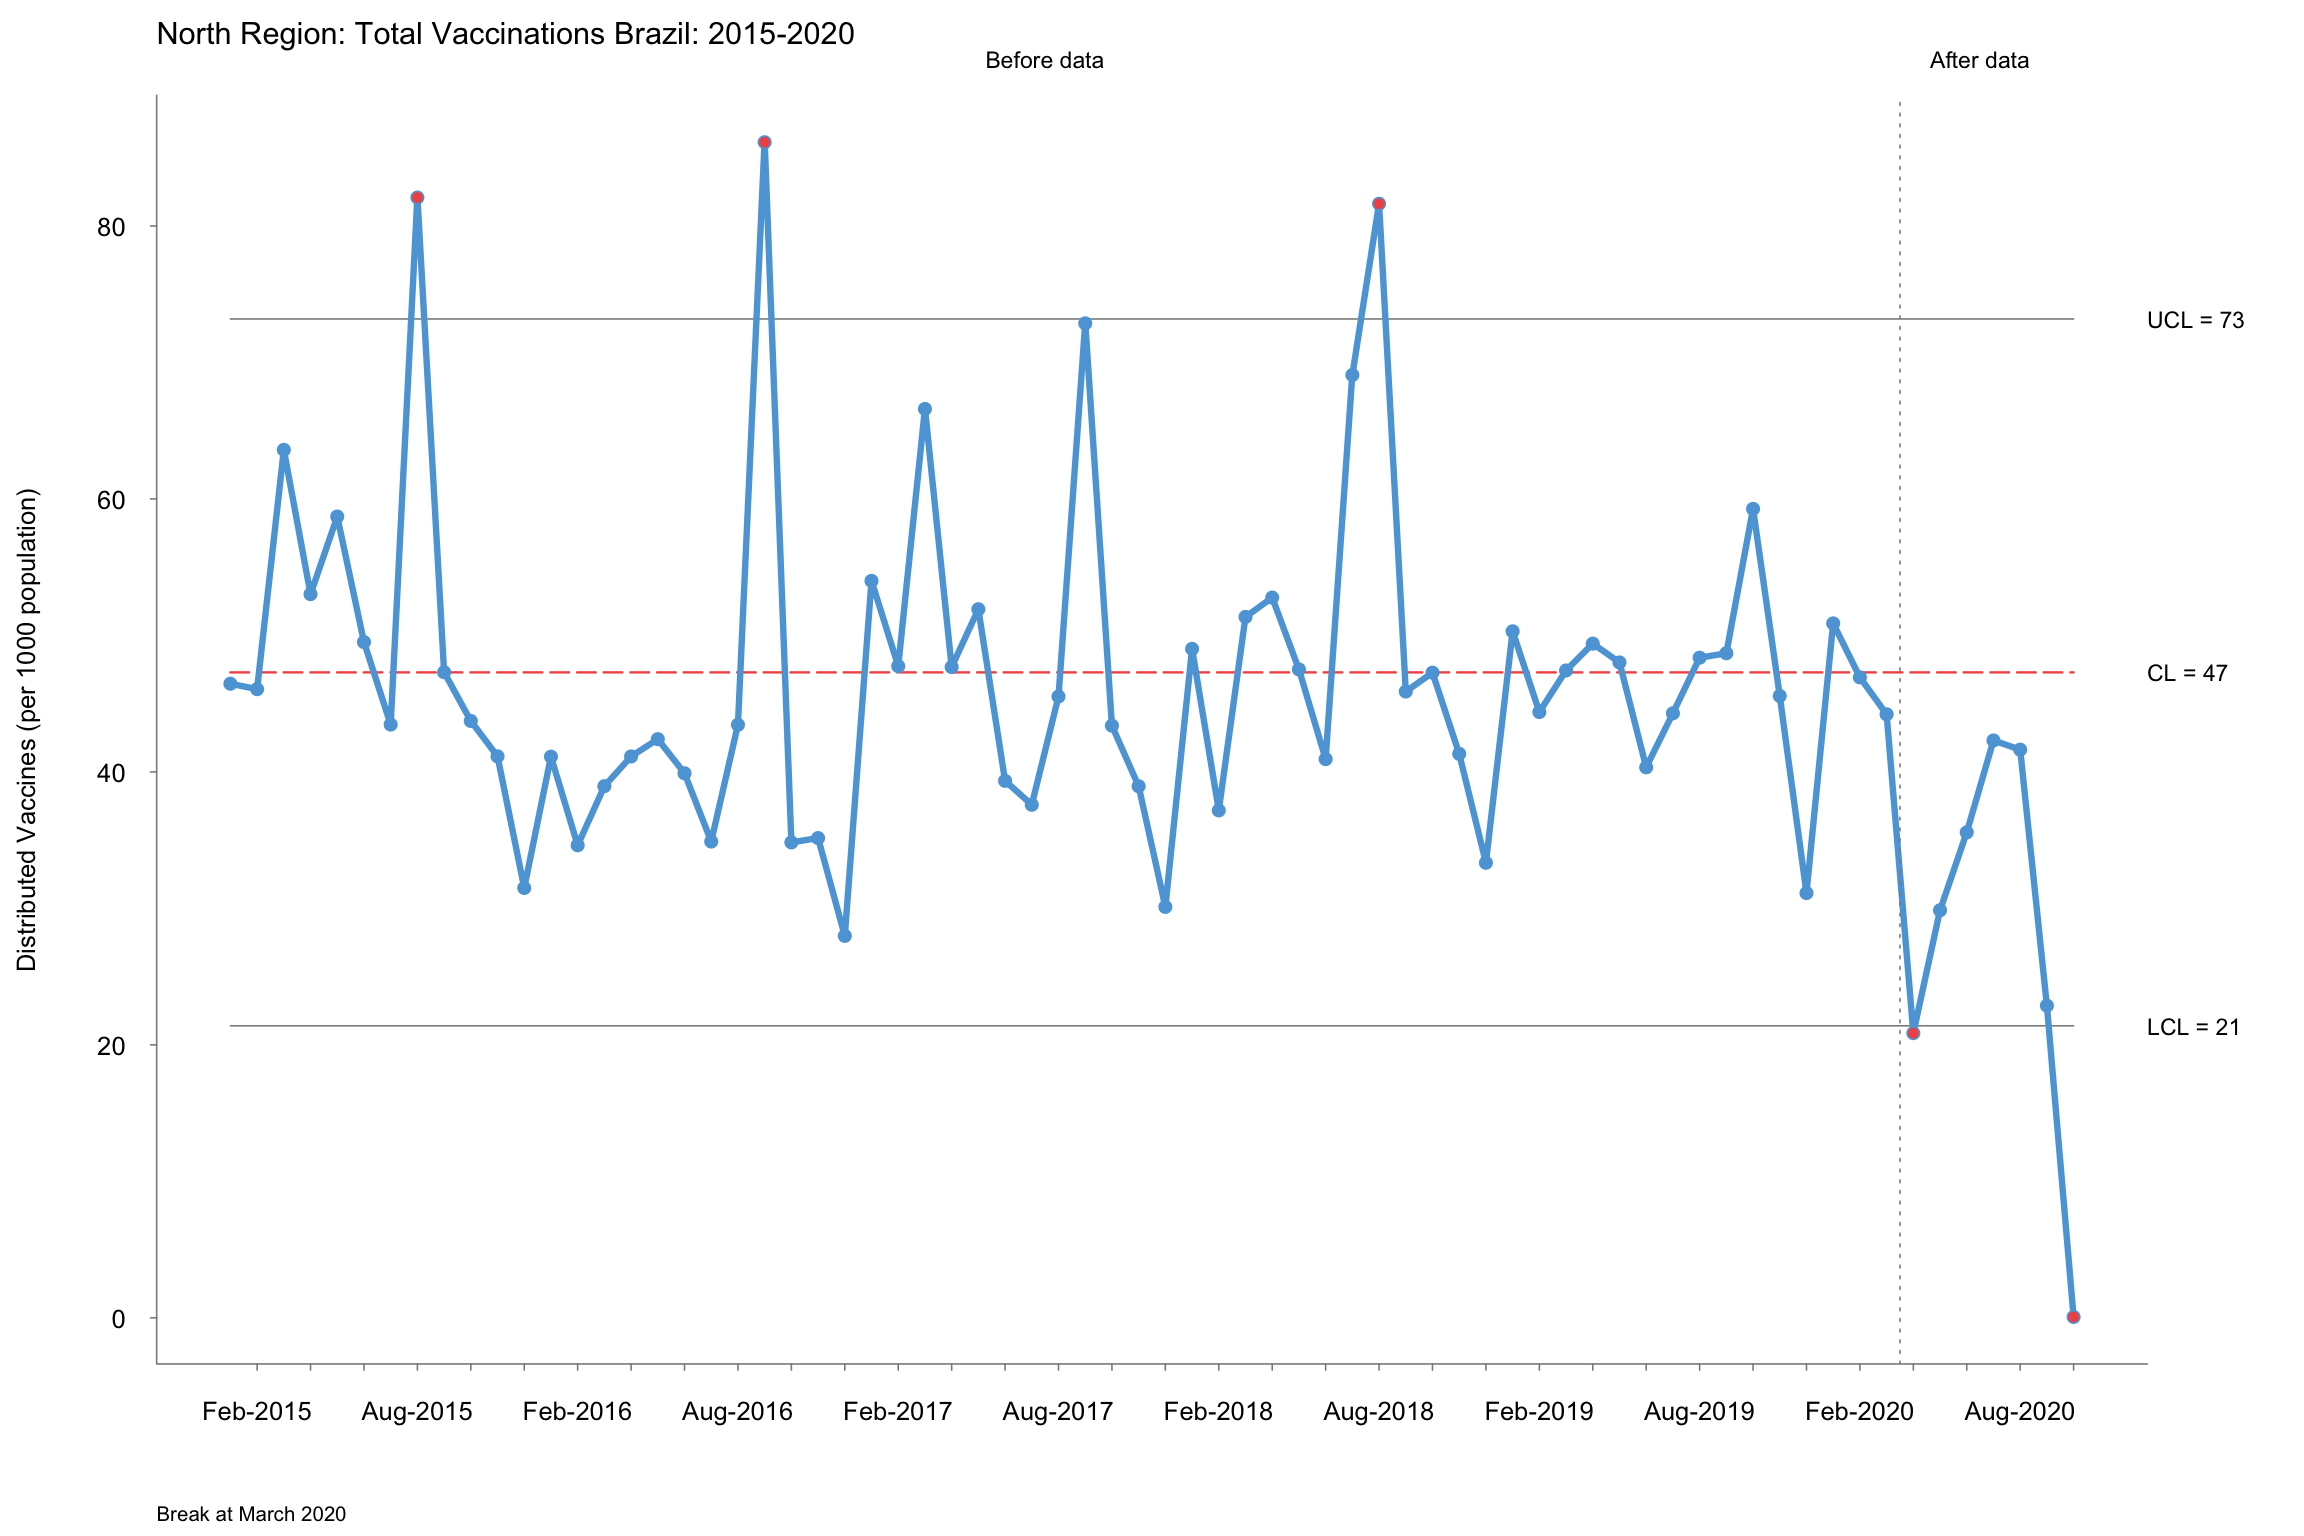 North Region: Total Vaccinations Brazil: 2015-2020
Before data
After data
Distributed Vaccines (per 1000 population)
80
60
40
20
0
UCL = 73
CL = 47
LCL = 21
Feb-2015
Aug-2015
Feb-2016
Aug-2016
Feb-2017
Aug-2017
Feb-2018
Aug-2018
Feb-2019
Aug-2019
Feb-2020
Aug-2020
Break at March 2020